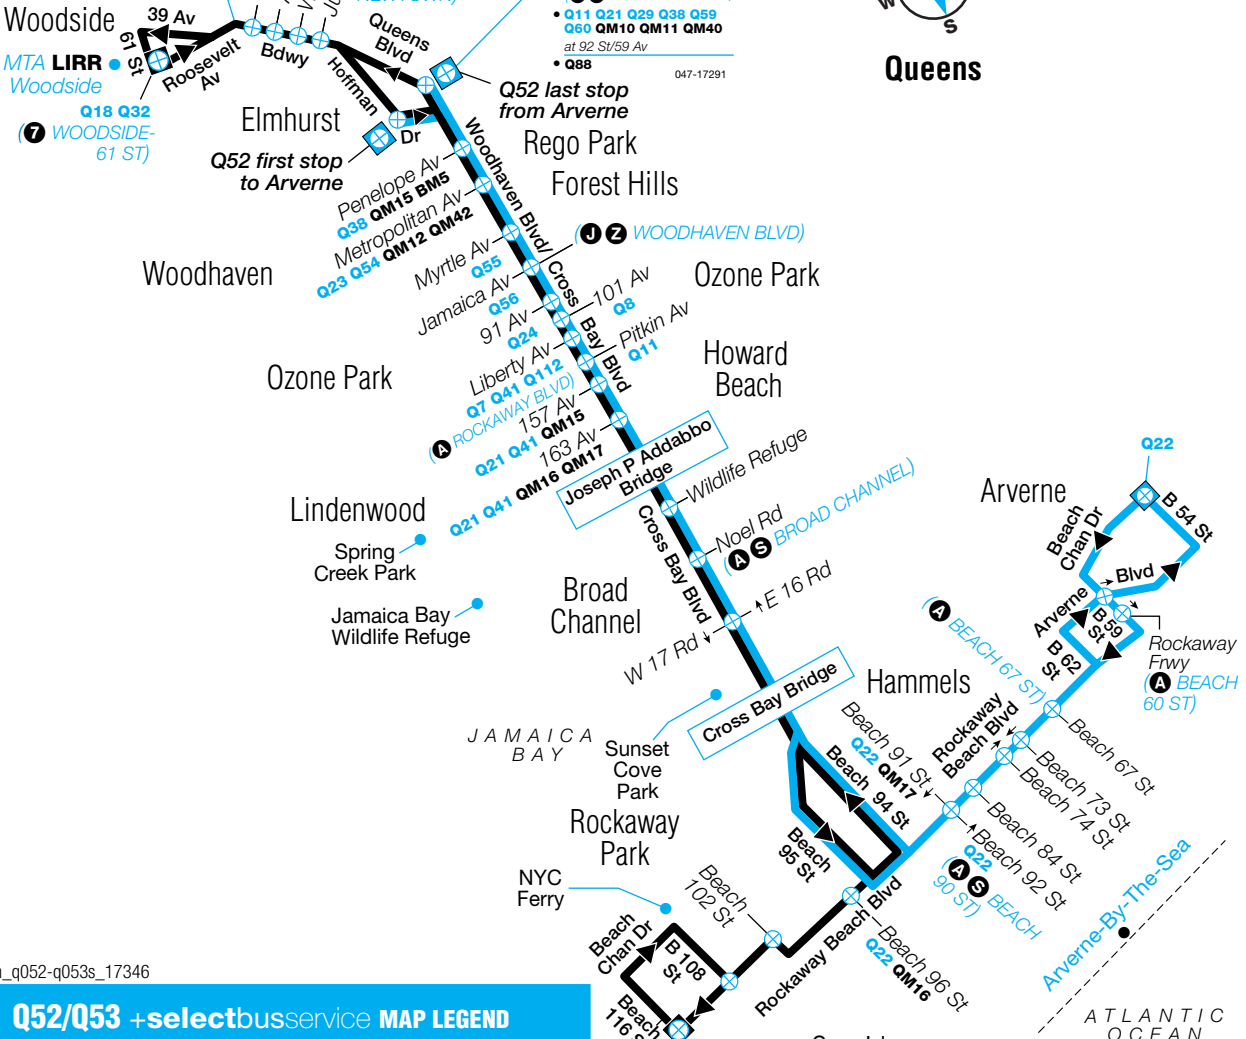 Woodside
39 Av
61 St
MTA LIRR
Woodside
Roosevelt
Av
Bdwy
Q18 Q32
(7 WOODSIDE-
61 ST)
Queens
Blvd
Hoffman
Dr
Elmhurst
Q52 first stop
to Arverne
Q52 last stop
from Arverne
• Q11 Q21 Q29 Q38 Q59
Q60 QM10 QM11 QM40
at 92 St/59 Av
• Q88
047-17291
W
S
Queens
Rego Park
Forest Hills
Woodhaven Blvd/ Cross
Bay Blvd
Penelope Av
Q38 QM15 BM5
Metropolitan Av
Q23 Q54 QM12 QM42
Myrtle Av
Q55
(J Z WOODHAVEN BLVD)
Woodhaven
Jamaica Av
Q56
91 Av
Q24
101 Av
Q8
Ozone Park
Pitkin Av
Q11
Liberty Av
Q7 Q41 Q112
(A ROCKAWAY BLVD)
Ozone Park
Howard
Beach
157 Av
Q21 Q41 QM15
163 Av
Q21 Q41 QM16 QM17
Joseph P Addabbo
Bridge
Lindenwood
Spring
Creek Park
Jamaica Bay
Wildlife Refuge
Wildlife Refuge
Noel Rd
(A S BROAD CHANNEL)
Cross Bay Blvd
Broad
Channel
E 16 Rd
W 17 Rd
Cross Bay Bridge
JAMAICA
BAY
Sunset
Cove
Park
Hammels
Arverne
Q22
B 54 St
Beach
Chan Dr
Blvd
Arverne
B 59
St
B 62
St
Rockaway
Frwy
(A BEACH
60 ST)
(A BEACH 67 ST)
Beach 67 St
Rockaway
Beach Blvd
Beach 73 St
Beach 74 St
Beach 84 St
Beach 91 St
Q22 QM17
Beach 92 St
Q22
(A S BEACH
90 ST)
Beach 94 St
Beach
95 St
Rockaway
Park
NYC
Ferry
Beach
102 St
Rockaway Beach Blvd
Beach 96 St
Q22 QM16
Beach
Chan Dr
B 108
St
Beach
Arverne-By-The-Sea
ATLANTIC
OCEAN
_q052-q053s_17346
Q52/Q53 +selectbusservice MAP LEGEND